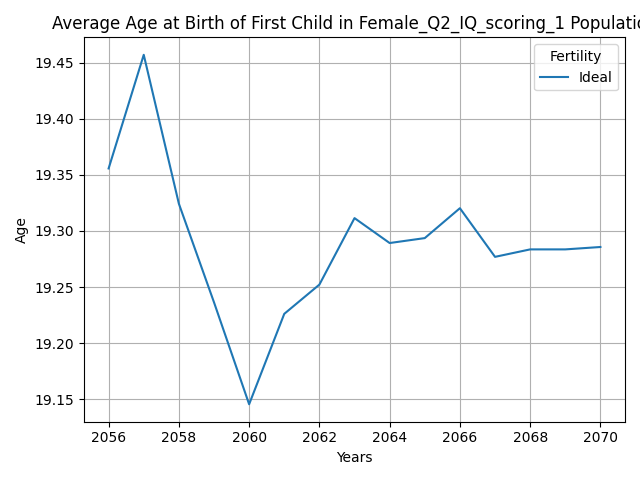 Average Age at Birth of First Child in Female_Q2_IQ_scoring_1 Populatio
Fertility
Ideal
19.45
19.40
19.35
19.30
19.25
19.20
19.15
Age
2056 2058 2060 2062 2064 2066 2068 2070
Years